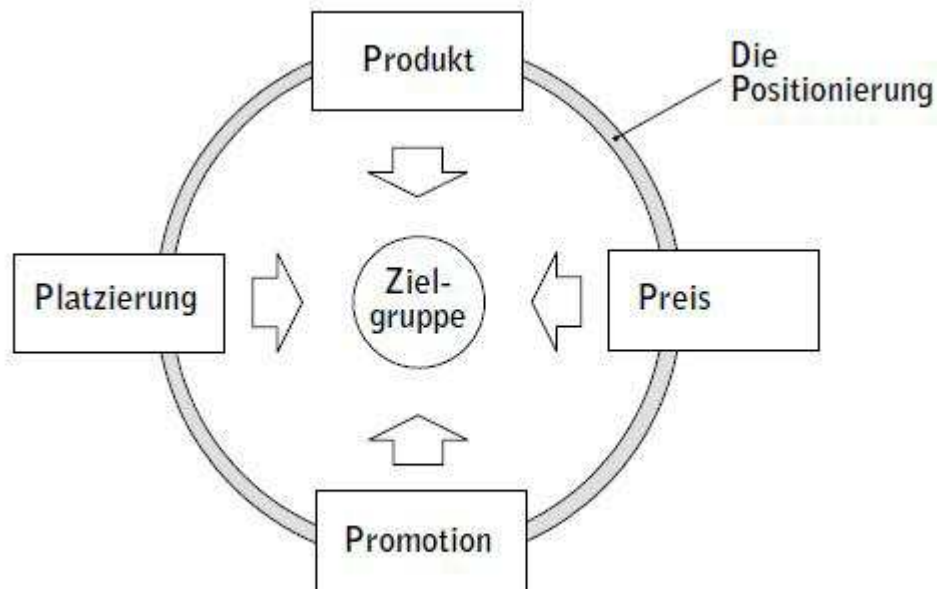 Produkt
Die
Positionierung
Platzierung
Ziel-
gruppe
Preis
Promotion